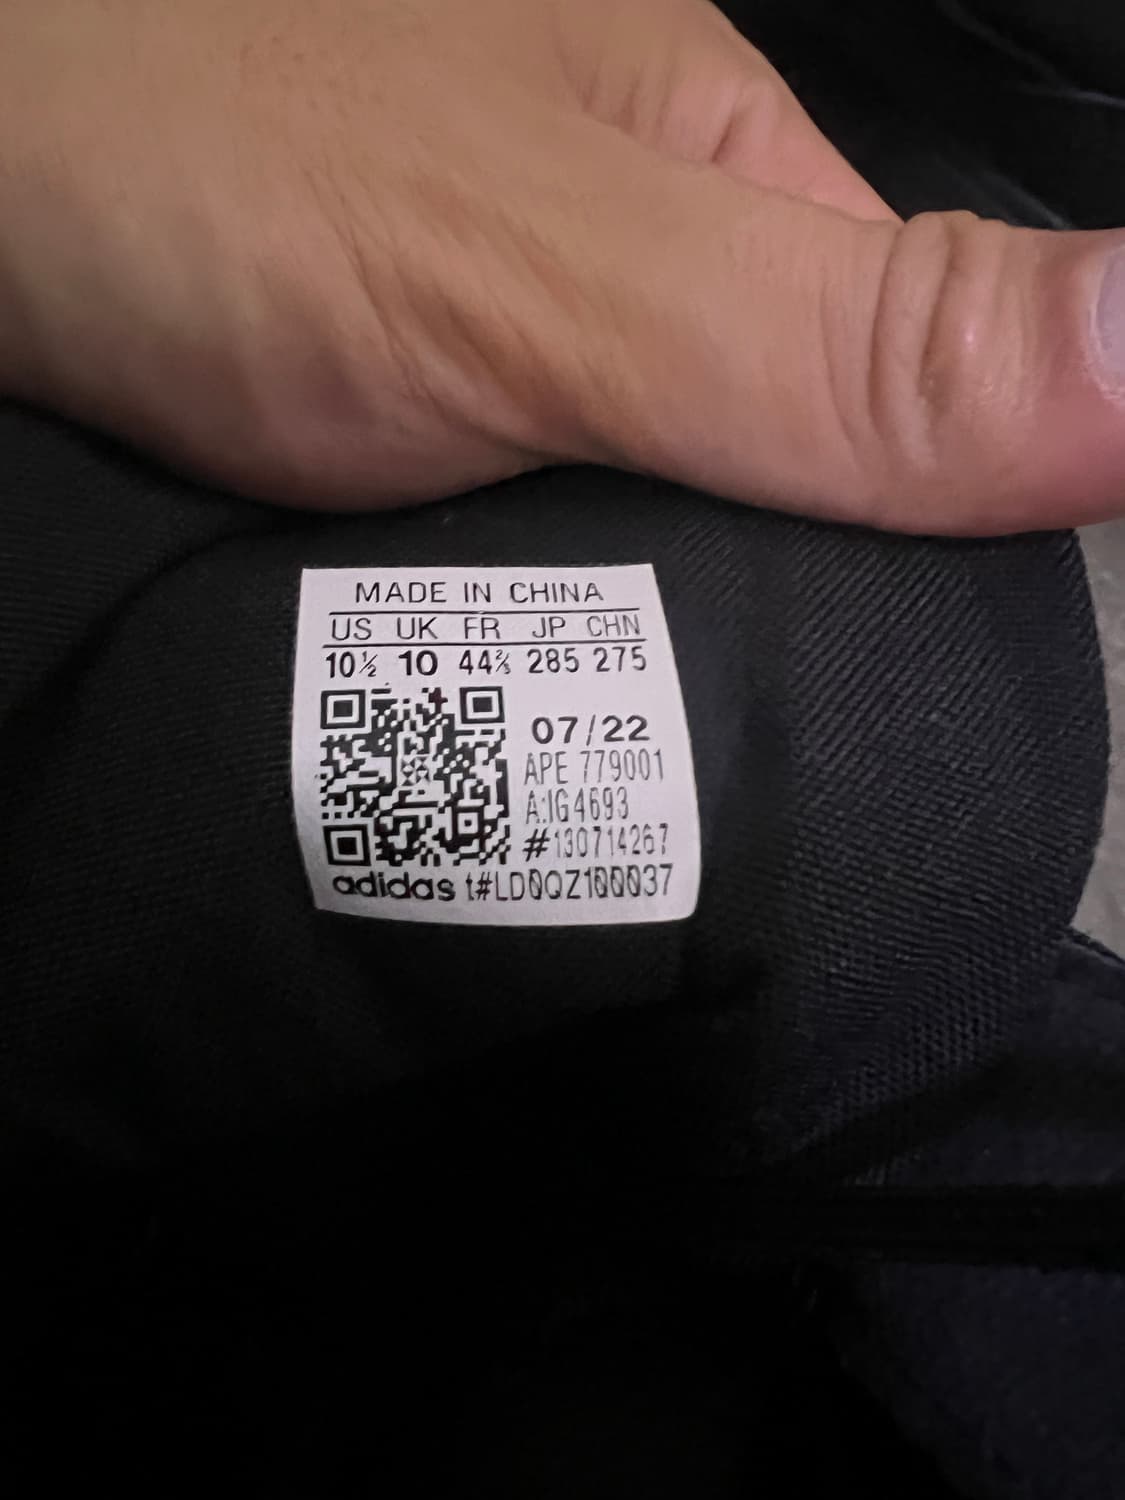 MADE IN CHINA
US UK FR JP CHN
10½ 10 44⅔ 285 275
07/22
APE 779001
A:IG4693
#130714267
adidas t#LD0QZ100037